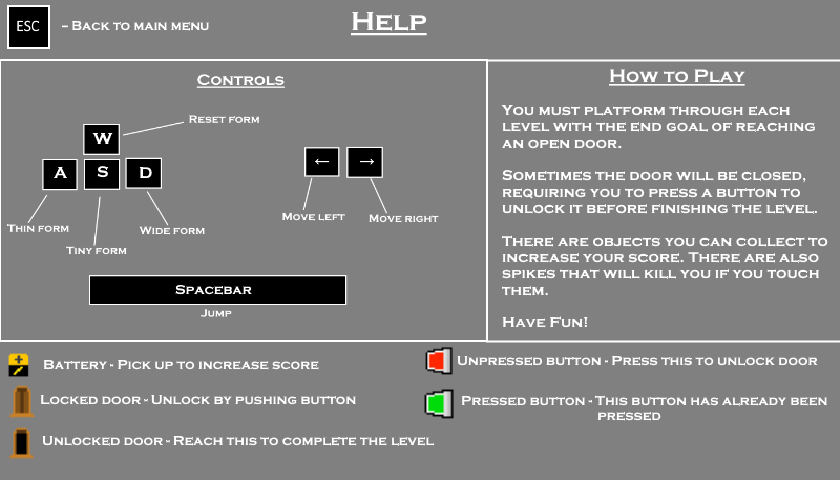 ESC
– Back to main menu
Help
Controls
W
Reset form
A S D
Thin form
Tiny form
Wide form
← →
Move left
Move right
Spacebar
Jump
How to Play
You must platform through each
level with the end goal of reaching
an open door.
Sometimes the door will be closed,
requiring you to press a button to
unlock it before finishing the level.
There are objects you can collect to
increase your score. There are also
spikes that will kill you if you touch
them.
Have Fun!
Battery - Pick up to increase score
Locked door - Unlock by pushing button
Unlocked door - Reach this to complete the level
Unpressed button - Press this to unlock door
Pressed button - This button has already been
pressed